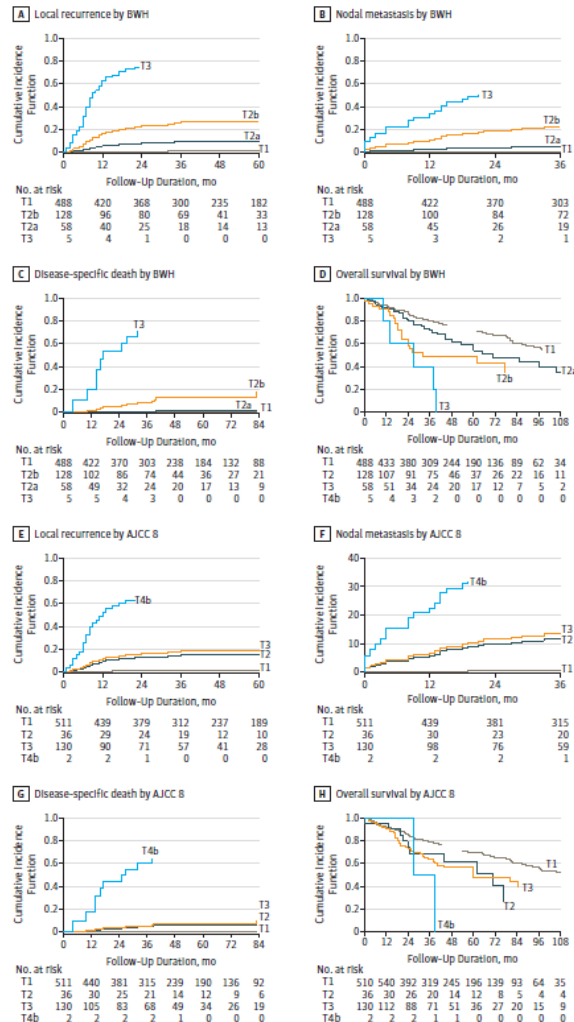 A Local recurrence by BWH
Cumulative Incidence
Function
1.0
0.8
0.6
0.4
0.2
0
T3
T2b
T2a
T1
0 12 24 36 48 60
Follow-Up Duration, mo
No. at risk
T1 488 420 368 300 235 182
T2b 128 96 80 69 41 33
T2a 58 40 25 18 14 13
T3 5 4 1 0 0 0
B Nodal metastasis by BWH
Cumulative Incidence
Function
1.0
0.8
0.6
0.4
0.2
0
T3
T2b
T2a
T1
0 12 24 36
Follow-Up Duration, mo
No. at risk
T1 488 422 370 303
T2b 128 100 84 72
T2a 58 45 26 19
T3 5 3 2 1
C Disease-specific death by BWH
Cumulative Incidence
Function
1.0
0.8
0.6
0.4
0.2
0
T3
T2b
T2a T1
0 12 24 36 48 60 72 84
Follow-Up Duration, mo
No. at risk
T1 488 422 370 303 238 184 132 88
T2b 128 102 86 74 44 36 27 21
T2a 58 49 32 24 20 17 13 9
T3 5 5 4 3 0 0 0 0
D Overall survival by BWH
Cumulative Incidence
Function
1.0
0.8
0.6
0.4
0.2
0
T1
T2a
T2b
T3
0 12 24 36 48 60 72 84 96 108
Follow-Up Duration, mo
No. at risk
T1 488 433 380 309 244 190 136 89 62 34
T2 128 107 91 75 46 37 26 22 16 11
T3 58 51 34 24 20 17 12 7 5 2
T4b 5 4 3 2 0 0 0 0 0 0
E Local recurrence by AJCC 8
Cumulative Incidence
Function
1.0
0.8
0.6
0.4
0.2
0
T4b
T3
T2
T1
0 12 24 36 48 60
Follow-Up Duration, mo
No. at risk
T1 511 439 379 312 237 189
T2 36 29 24 19 12 10
T3 130 90 71 57 41 28
T4b 2 2 1 0 0 0
F Nodal metastasis by AJCC 8
Cumulative Incidence
Function
40
30
20
10
0
T4b
T3
T2
T1
0 12 24 36
Follow-Up Duration, mo
No. at risk
T1 511 439 381 315
T2 36 30 23 20
T3 130 98 76 59
T4b 2 2 2 1
G Disease-specific death by AJCC 8
Cumulative Incidence
Function
1.0
0.8
0.6
0.4
0.2
0
T4b
T3
T2
T1
0 12 24 36 48 60 72 84
Follow-Up Duration, mo
No. at risk
T1 511 440 381 315 239 190 136 92
T2 36 30 25 21 14 12 9 6
T3 130 105 83 68 49 34 26 19
T4b 2 2 2 2 1 0 0 0
H Overall survival by AJCC 8
Cumulative Incidence
Function
1.0
0.8
0.6
0.4
0.2
0
T1
T3
T2
T4b
0 12 24 36 48 60 72 84 96 108
Follow-Up Duration, mo
No. at risk
T1 510 540 392 319 245 196 139 93 64 35
T2 36 30 26 20 14 12 8 5 4 4
T3 130 112 88 71 51 36 27 20 15 9
T4b 2 2 2 1 1 0 0 0 0 0